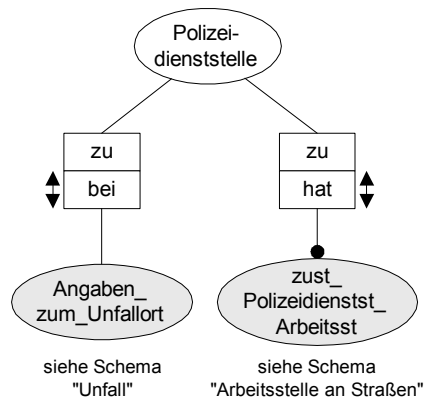 Polizei-
dienststelle
zu
bei
zu
hat
Angaben_
zum_Unfallort
zust_
Polizeidienstst_
Arbeitsst
siehe Schema
"Unfall"
siehe Schema
"Arbeitsstelle an Straßen"